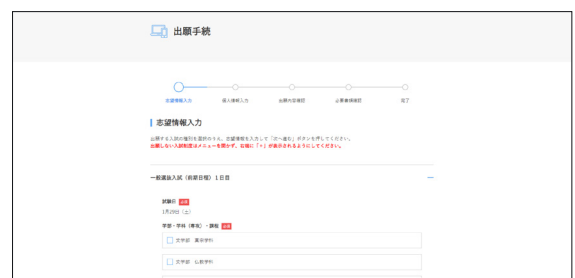 出願手続
志望情報入力
個人情報入力
出願内容確認
必要書類確認
完了
志望情報入力
出願する入試の種別を選択のうえ、志望情報を入力して「次へ進む」ボタンを押してください。
出願しない入試制度はメニューを開かず、右端に「+」が表示されるようにしてください。
一般選抜入試（前期日程）１日目
試験日 必須
1月29日（土）
学部・学科（専攻）・課程 必須
文学部 真宗学科
文学部 仏教学科